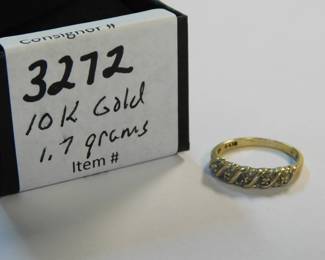 Consignor #
3272
10K Gold
1.7 grams
Item #